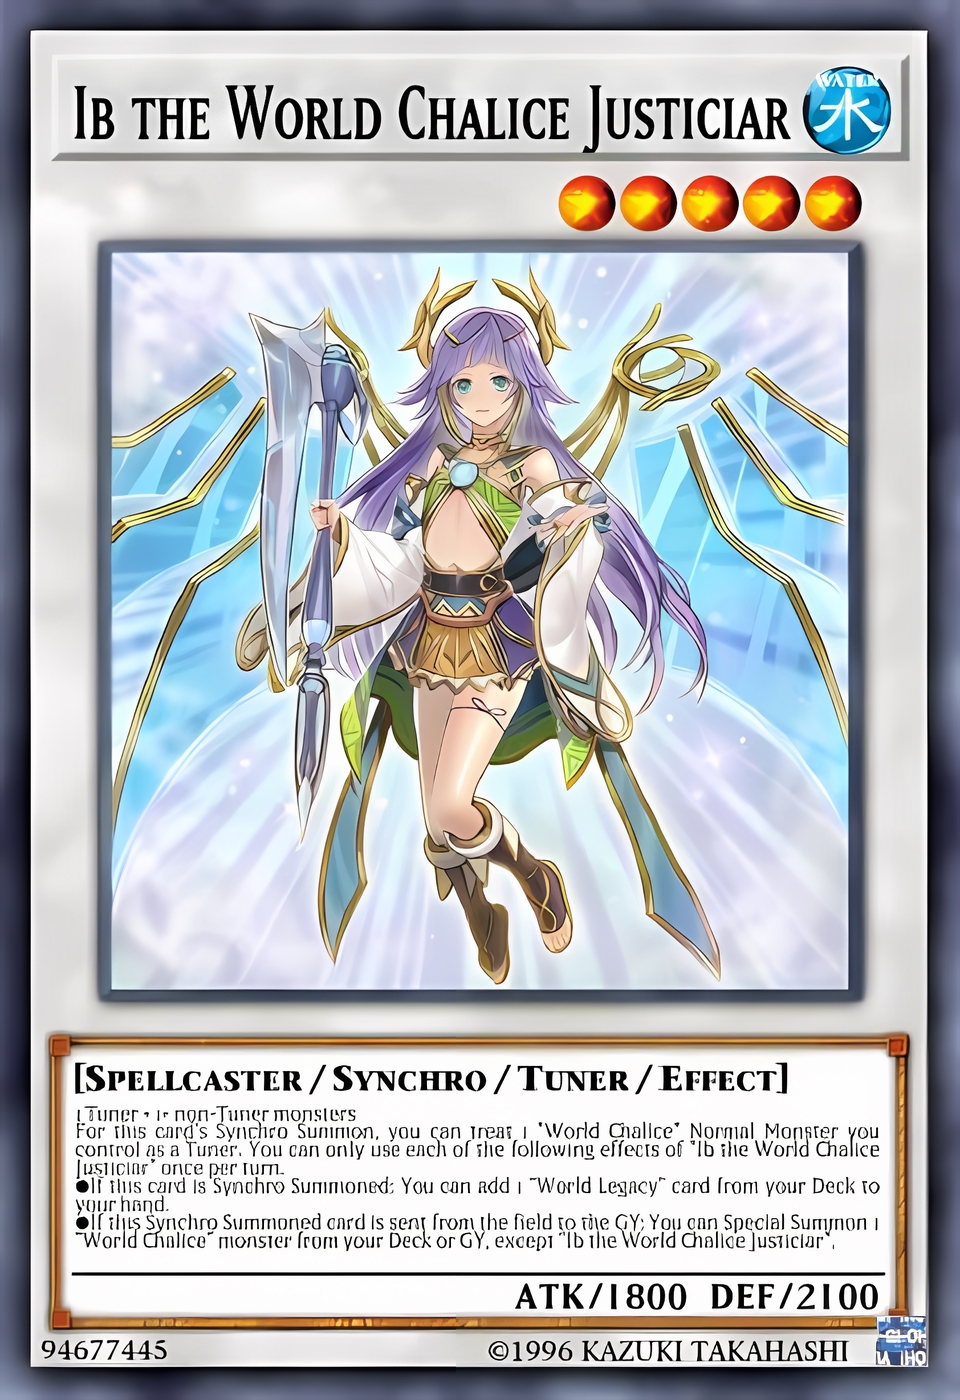 Ib the World Chalice Justiciar
WATER
水
[Spellcaster / Synchro / Tuner / Effect]
1 Tuner + 1+ non-Tuner monsters
For this card's Synchro Summon, you can treat 1 "World Chalice" Normal Monster you
control as a Tuner. You can only use each of the following effects of "Ib the World Chalice
Justiciar" once per turn.
●If this card is Synchro Summoned: You can add 1 "World Legacy" card from your Deck to
your hand.
●If this Synchro Summoned card is sent from the field to the GY: You can Special Summon 1
"World Chalice" monster from your Deck or GY, except "Ib the World Chalice Justiciar".
ATK/1800 DEF/2100
94677445
©1996 KAZUKI TAKAHASHI